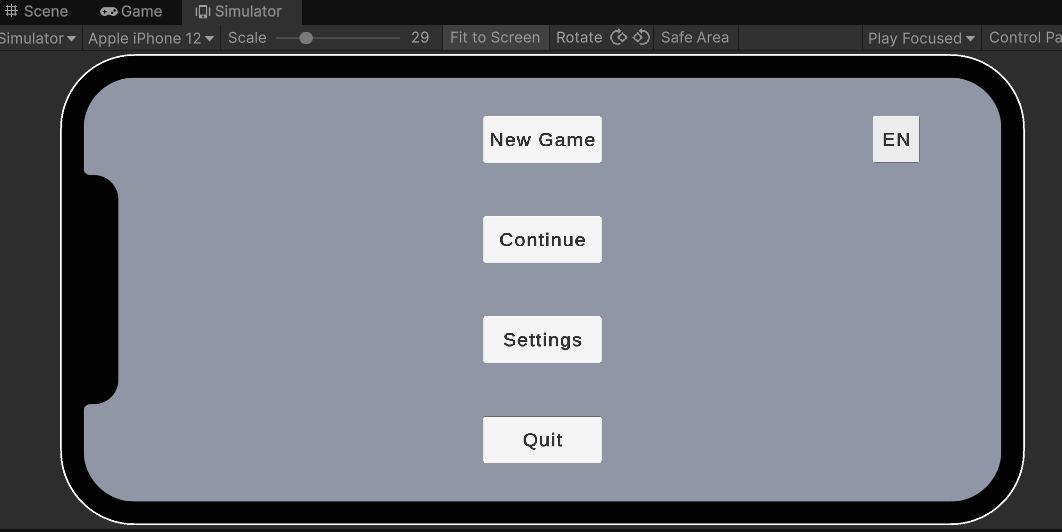 Scene Game Simulator
Simulator Apple iPhone 12 Scale 29 Fit to Screen Rotate Safe Area Play Focused Control Pa
New Game EN
Continue
Settings
Quit